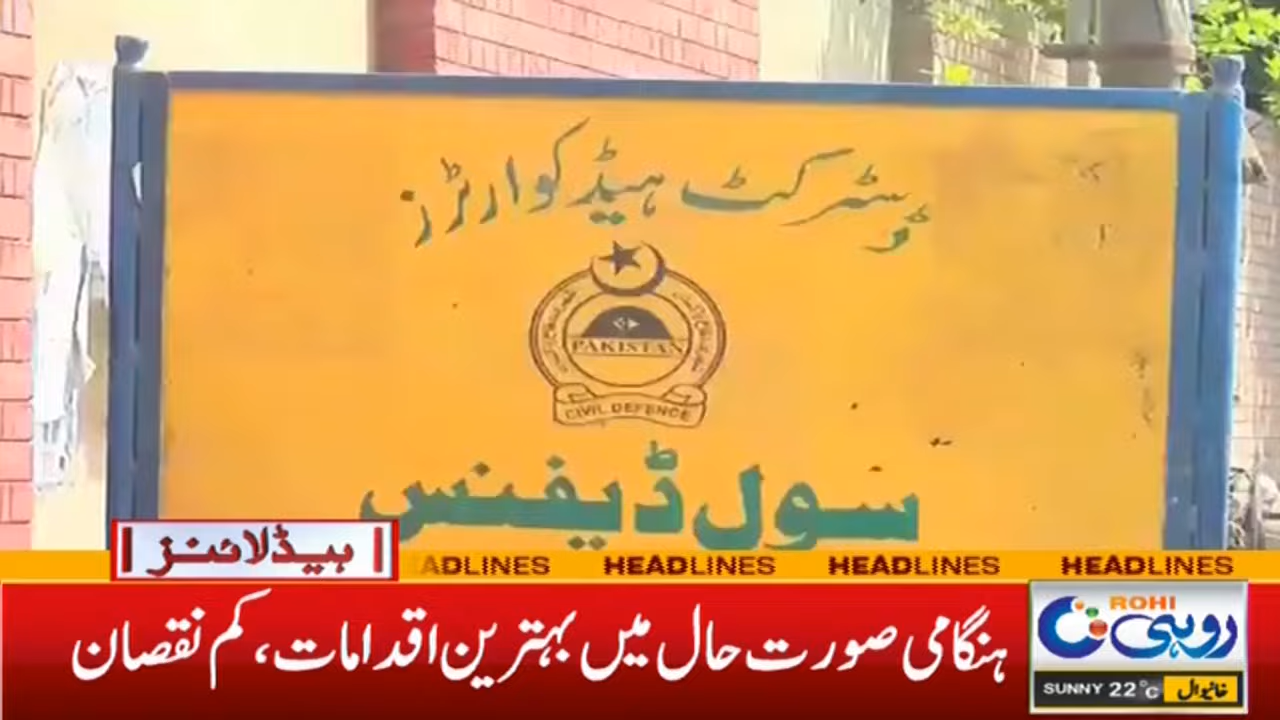 ڈسٹرکٹ ہیڈکوارٹرز
PAKISTAN
CIVIL DEFENCE
سول ڈیفنس
ہیڈلائنز
ADLINES HEADLINES HEADLINES HEADLINES
ہنگامی صورت حال میں بہترین اقدامات، کم نقصان
ROHI
روہی
SUNNY 22°C خانیوال